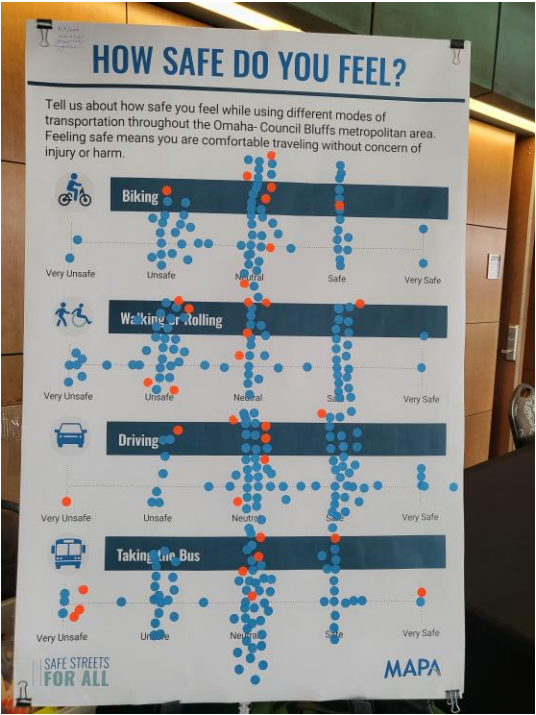 HOW SAFE DO YOU FEEL?
Tell us about how safe you feel while using different modes of
transportation throughout the Omaha- Council Bluffs metropolitan area.
Feeling safe means you are comfortable traveling without concern of
injury or harm.
Biking
Very Unsafe Unsafe Neutral Safe Very Safe
Walking or Rolling
Very Unsafe Unsafe Neutral Safe Very Safe
Driving
Very Unsafe Unsafe Neutral Safe Very Safe
Taking the Bus
Very Unsafe Unsafe Neutral Safe Very Safe
SAFE STREETS
FOR ALL
MAPA